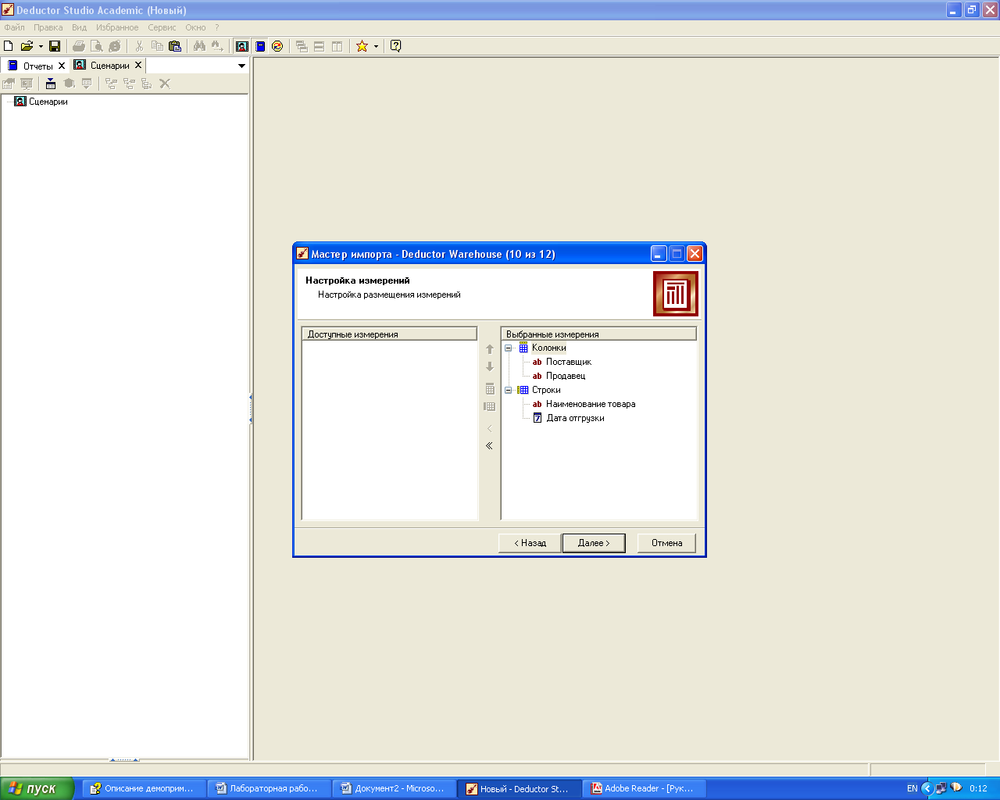 Deductor Studio Academic (Новый)
Файл Правка Вид Избранное Сервис Окно ?
Отчеты Сценарии
Сценарии
Мастер импорта - Deductor Warehouse (10 из 12)
Настройка измерений
Настройка размещения измерений
Доступные измерения
Выбранные измерения
Колонки
ab Поставщик
ab Продавец
Строки
ab Наименование товара
7 Дата отгрузки
< Назад
Далее >
Отмена
пуск
Описание демоприм...
Лабораторная рабо...
Документ2 - Microso...
Новый - Deductor St...
Adobe Reader - [Рук...
EN
0:12